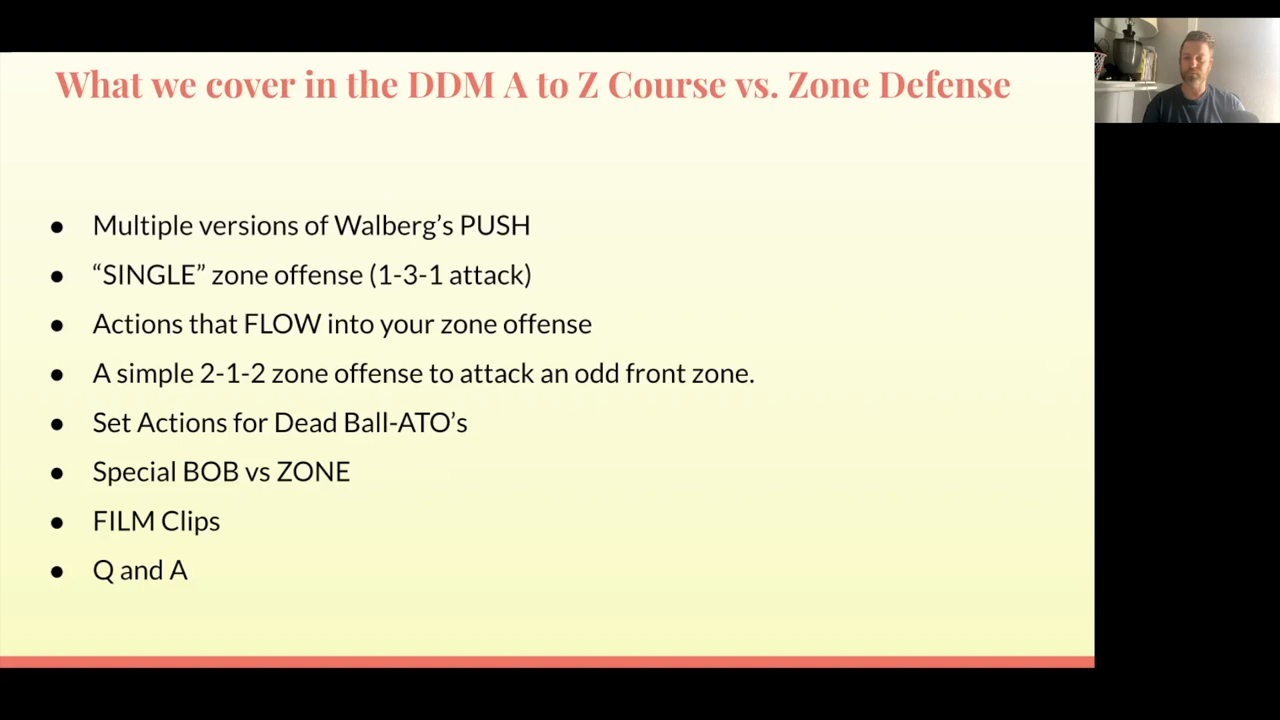 What we cover in the DDM A to Z Course vs. Zone Defense
● Multiple versions of Walberg’s PUSH
● “SINGLE” zone offense (1-3-1 attack)
● Actions that FLOW into your zone offense
● A simple 2-1-2 zone offense to attack an odd front zone.
● Set Actions for Dead Ball-ATO’s
● Special BOB vs ZONE
● FILM Clips
● Q and A